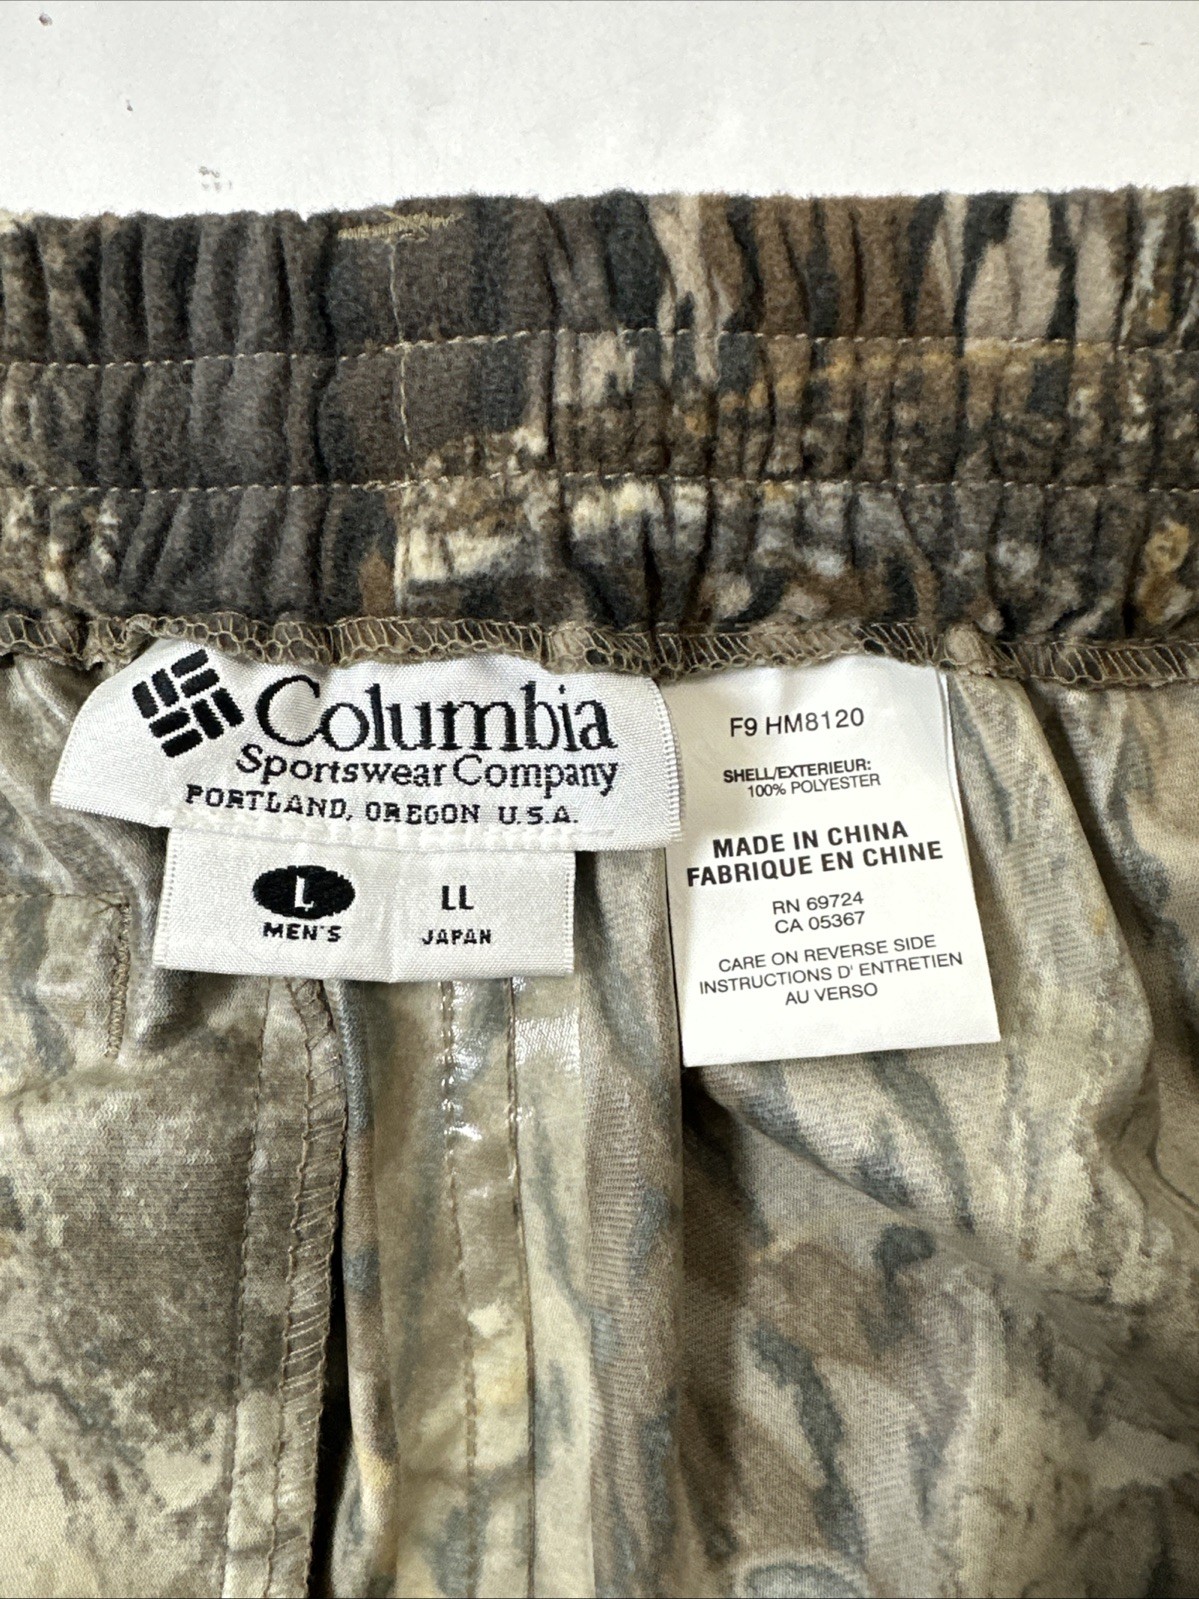 Columbia
Sportswear Company
PORTLAND, OREGON U.S.A.
L
MEN'S
LL
JAPAN
F9 HM8120
SHELL/EXTERIEUR:
100% POLYESTER
MADE IN CHINA
FABRIQUE EN CHINE
RN 69724
CA 05367
CARE ON REVERSE SIDE
INSTRUCTIONS D' ENTRETIEN
AU VERSO